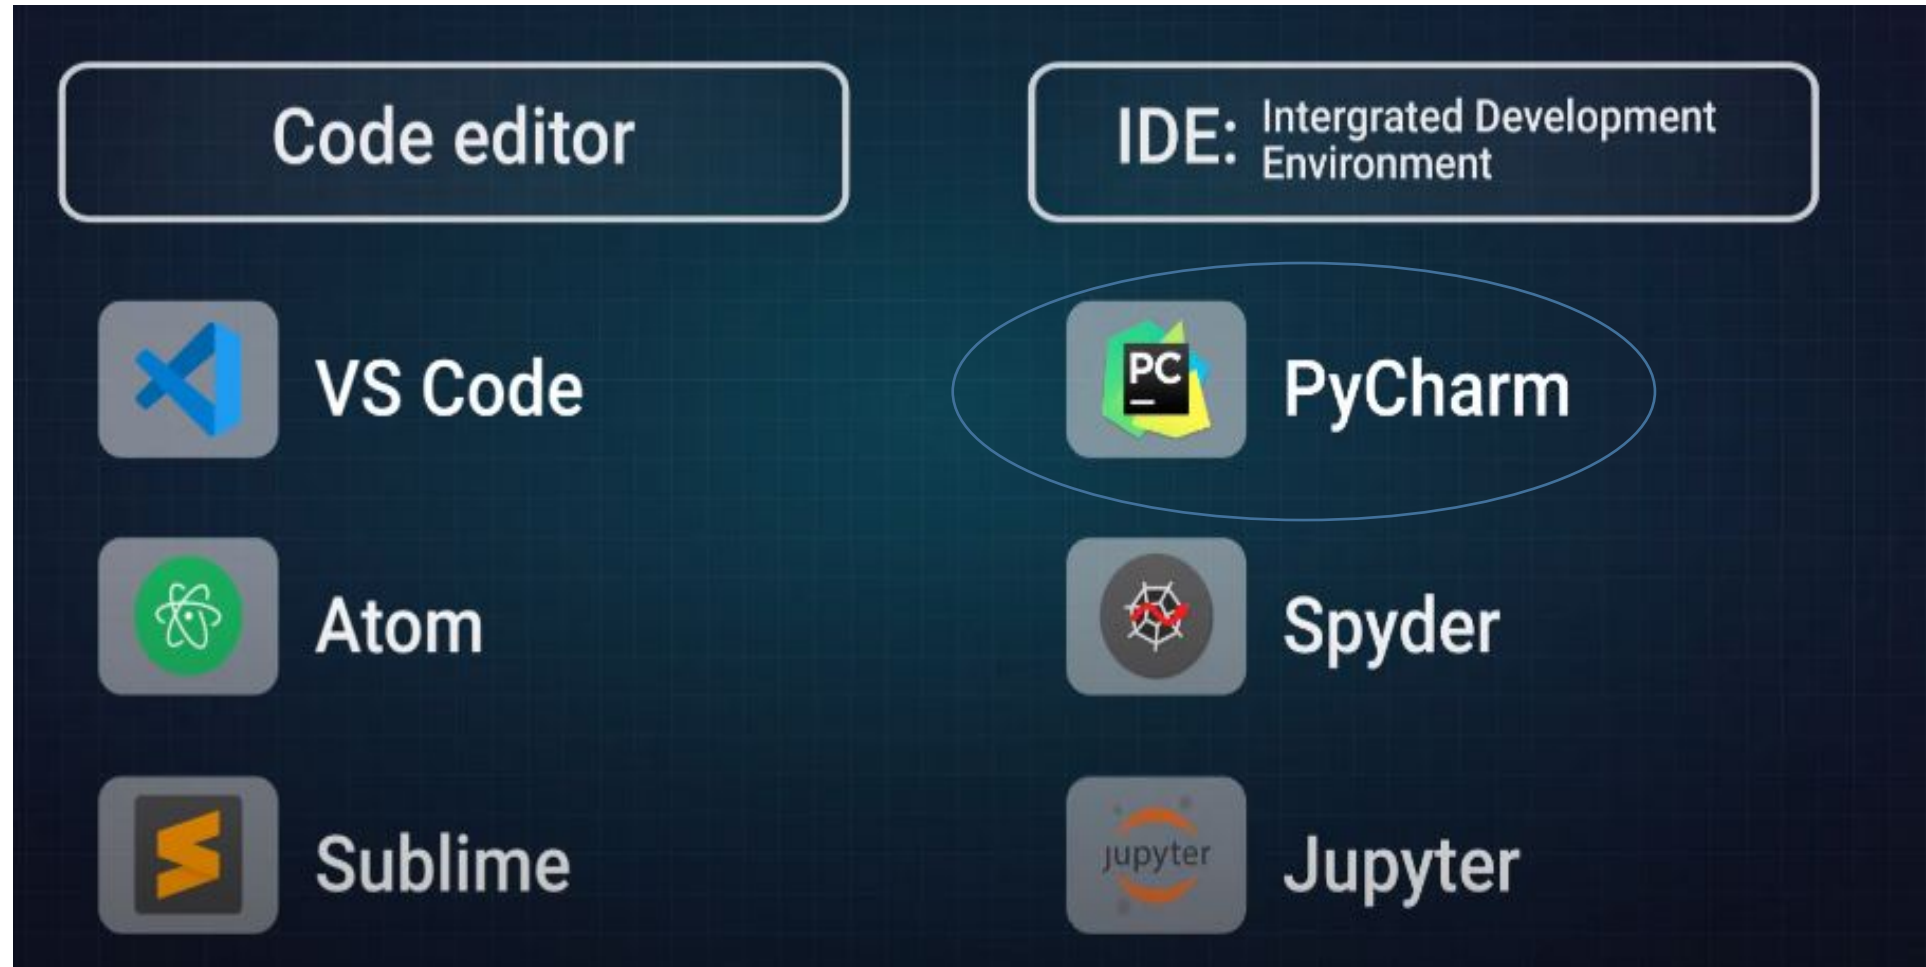 Code editor
IDE: Intergrated Development
Environment
VS Code
PC
PyCharm
Atom
Spyder
Sublime
Jupyter
Jupyter